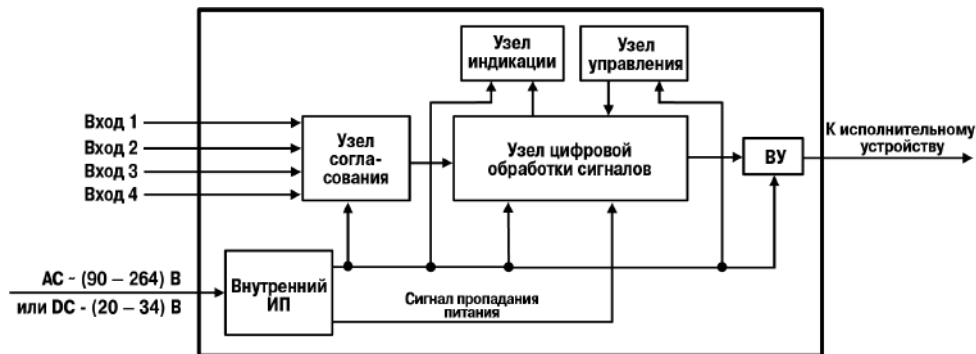 Узел
индикации
Узел
управления
Вход 1
Вход 2
Вход 3
Вход 4
Узел
согла-
сования
Узел цифровой
обработки сигналов
ВУ
К исполнительному
устройству
AC ~ (90 – 264) В
или DC - (20 – 34) В
Внутренний
ИП
Сигнал пропадания
питания